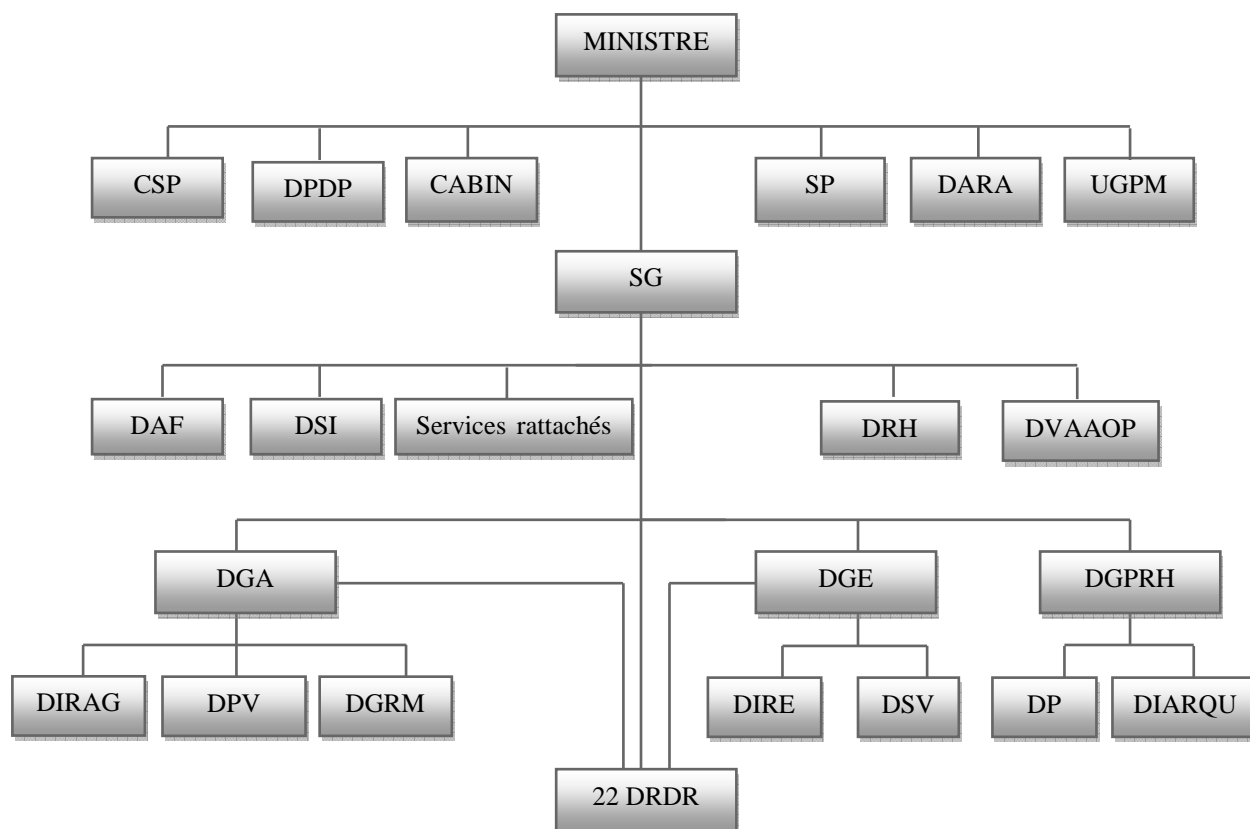 MINISTRE
CSP
DPDP
CABIN
SP
DARA
UGPM
SG
DAF
DSI
Services rattachés
DRH
DVAAOP
DGA
DGE
DGPRH
DIRAG
DPV
DGRM
DIRE
DSV
DP
DIARQU
22 DRDR